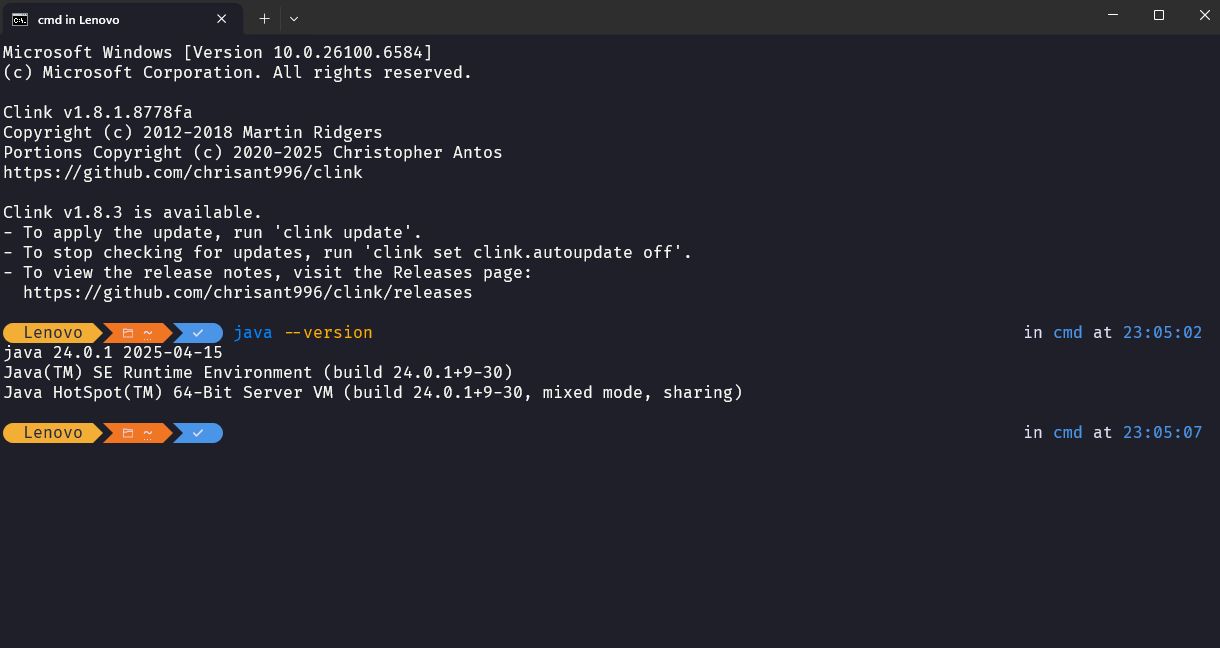 cmd in Lenovo
Microsoft Windows [Version 10.0.26100.6584]
(c) Microsoft Corporation. All rights reserved.
Clink v1.8.1.8778fa
Copyright (c) 2012-2018 Martin Ridgers
Portions Copyright (c) 2020-2025 Christopher Antos
https://github.com/chrisant996/clink
Clink v1.8.3 is available.
- To apply the update, run 'clink update'.
- To stop checking for updates, run 'clink set clink.autoupdate off'.
- To view the release notes, visit the Releases page:
https://github.com/chrisant996/clink/releases
Lenovo ~ java --version in cmd at 23:05:02
java 24.0.1 2025-04-15
Java(TM) SE Runtime Environment (build 24.0.1+9-30)
Java HotSpot(TM) 64-Bit Server VM (build 24.0.1+9-30, mixed mode, sharing)
Lenovo ~ in cmd at 23:05:07